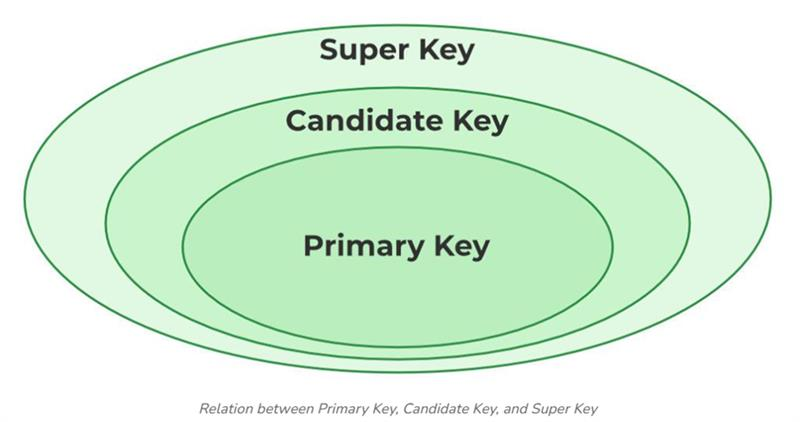 Super Key
Candidate Key
Primary Key
Relation between Primary Key, Candidate Key, and Super Key